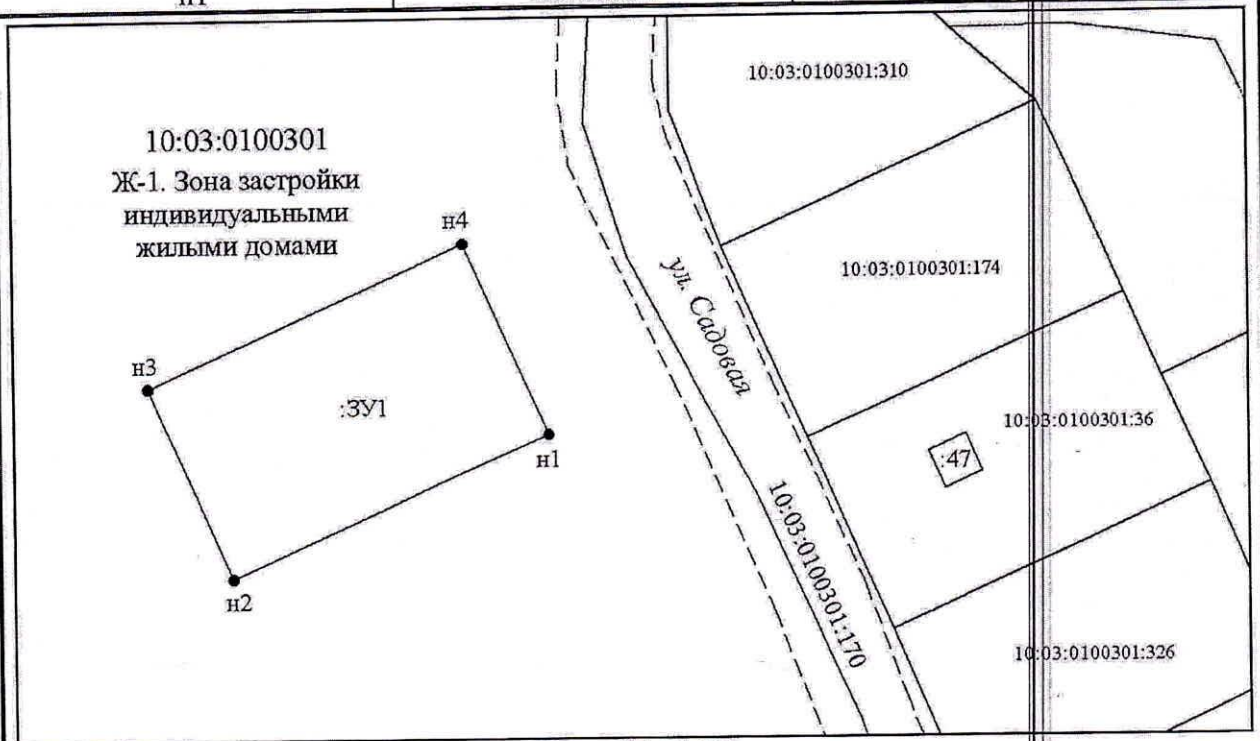 н1
10:03:0100301
Ж-1. Зона застройки
индивидуальными
жилыми домами
н4
н3
:ЗУ1
н1
н2
ул. Садовая
10:03:0100301:170
10:03:0100301:310
10:03:0100301:174
10:03:0100301:36
:47
10:03:0100301:326